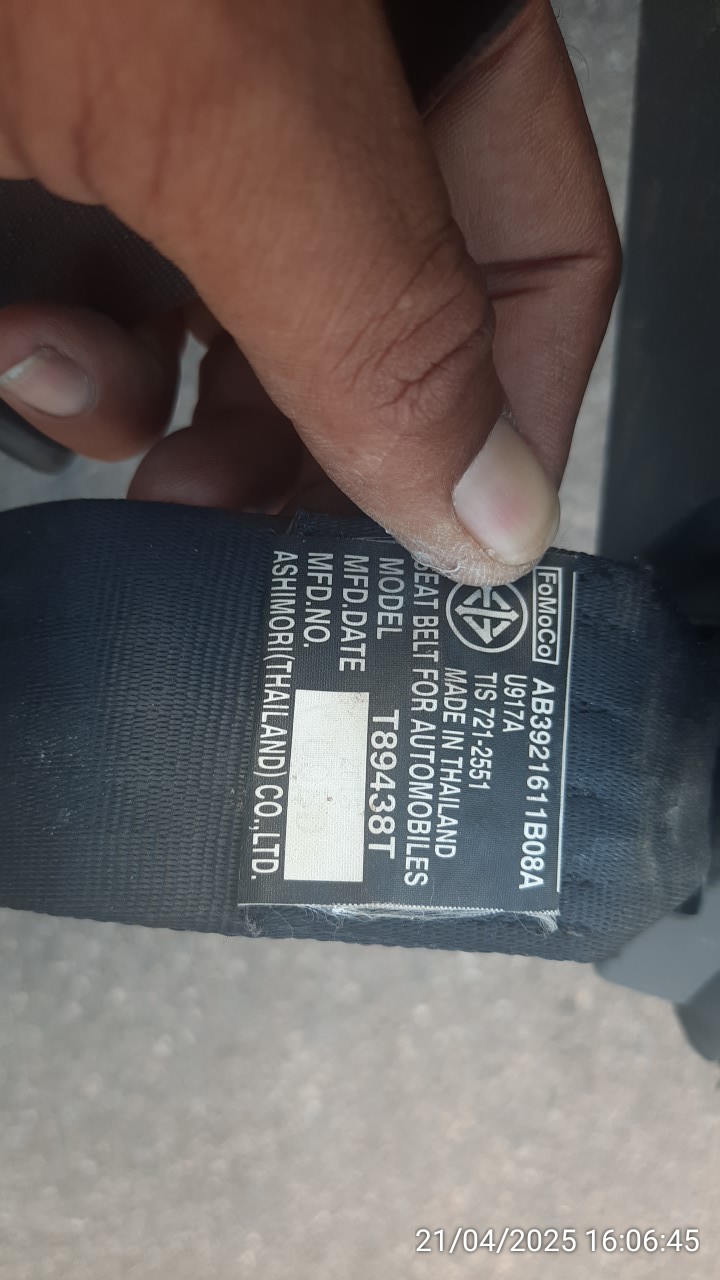 FoMoCo AB3921611B08A
U917A
TIS 721-2551
MADE IN THAILAND
SEAT BELT FOR AUTOMOBILES
MODEL T89438T
MFD.DATE
MFD.NO.
ASHIMORI(THAILAND) CO.,LTD.
21/04/2025 16:06:45